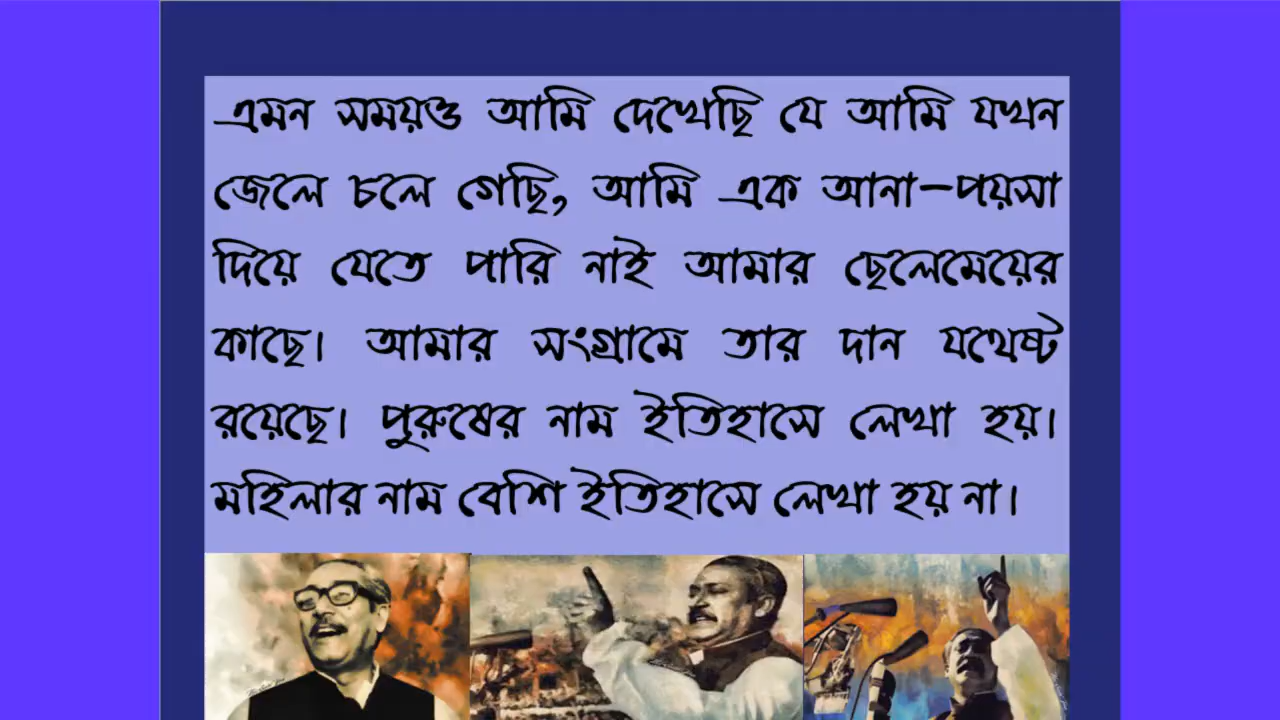 এমন সময়ও আমি দেখেছি যে আমি যখন
জেলে চলে গেছি, আমি এক আনা-পয়সা
দিয়ে যেতে পারি নাই আমার ছেলেমেয়ের
কাছে। আমার সংগ্রামে তার দান যথেষ্ট
রয়েছে। পুরুষের নাম ইতিহাসে লেখা হয়।
মহিলার নাম বেশি ইতিহাসে লেখা হয় না।